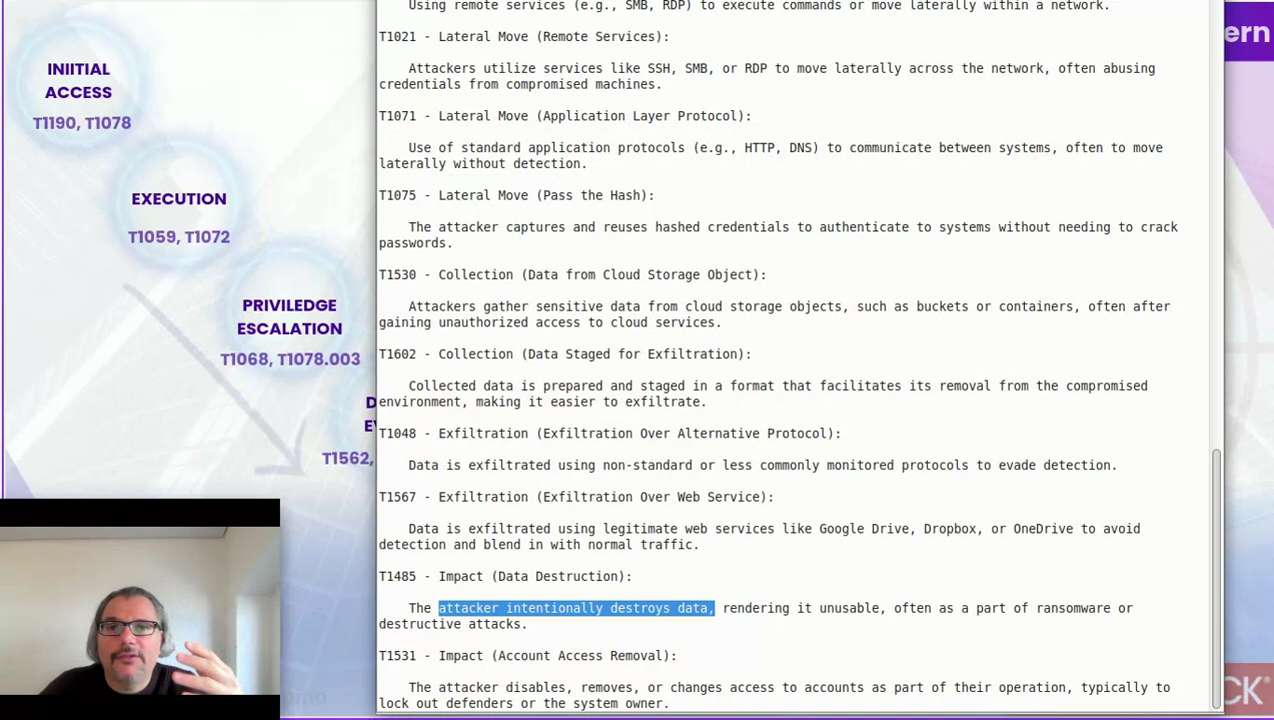 INIITIAL
ACCESS
T1190, T1078
EXECUTION
T1059, T1072
PRIVILEDGE
ESCALATION
T1068, T1078.003
T1562,
Using remote services (e.g., SMB, RDP) to execute commands or move laterally within a network.
T1021 - Lateral Move (Remote Services):
Attackers utilize services like SSH, SMB, or RDP to move laterally across the network, often abusing
credentials from compromised machines.
T1071 - Lateral Move (Application Layer Protocol):
Use of standard application protocols (e.g., HTTP, DNS) to communicate between systems, often to move
laterally without detection.
T1075 - Lateral Move (Pass the Hash):
The attacker captures and reuses hashed credentials to authenticate to systems without needing to crack
passwords.
T1530 - Collection (Data from Cloud Storage Object):
Attackers gather sensitive data from cloud storage objects, such as buckets or containers, often after
gaining unauthorized access to cloud services.
T1602 - Collection (Data Staged for Exfiltration):
Collected data is prepared and staged in a format that facilitates its removal from the compromised
environment, making it easier to exfiltrate.
T1048 - Exfiltration (Exfiltration Over Alternative Protocol):
Data is exfiltrated using non-standard or less commonly monitored protocols to evade detection.
T1567 - Exfiltration (Exfiltration Over Web Service):
Data is exfiltrated using legitimate web services like Google Drive, Dropbox, or OneDrive to avoid
detection and blend in with normal traffic.
T1485 - Impact (Data Destruction):
The attacker intentionally destroys data, rendering it unusable, often as a part of ransomware or
destructive attacks.
T1531 - Impact (Account Access Removal):
The attacker disables, removes, or changes access to accounts as part of their operation, typically to
lock out defenders or the system owner.
ern
CK®